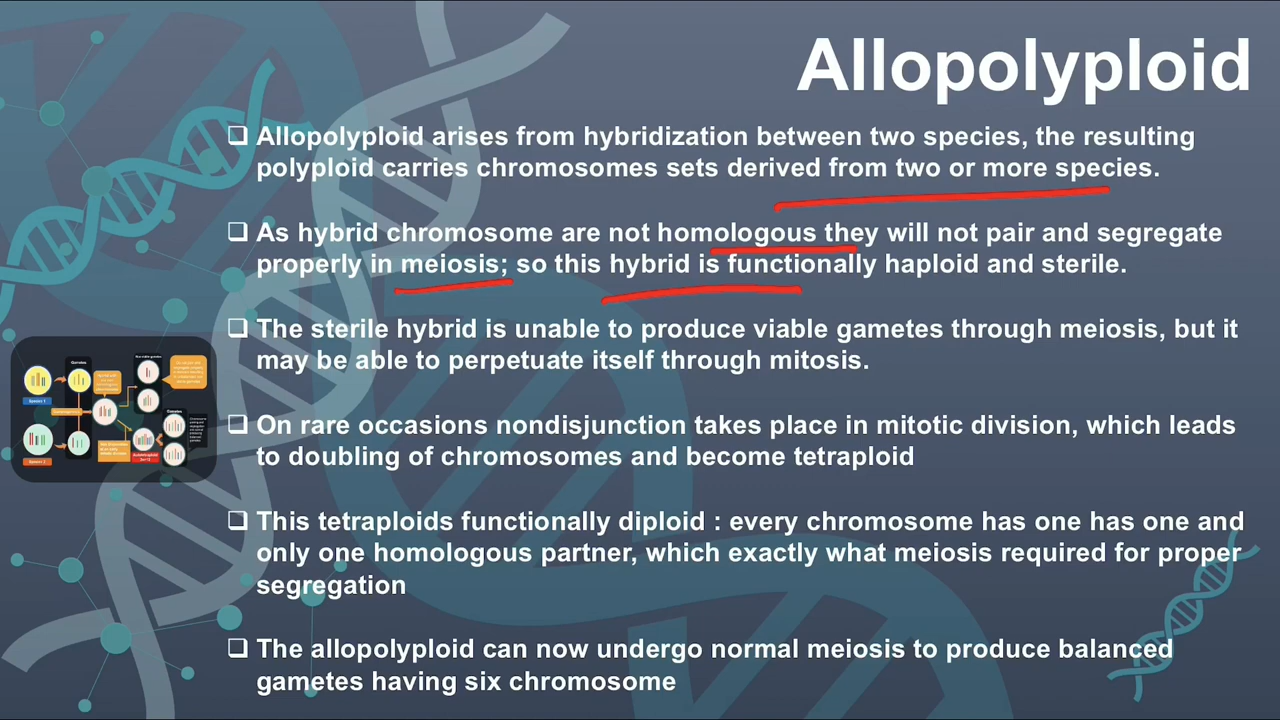 Allopolyploid
❑ Allopolyploid arises from hybridization between two species, the resulting
polyploid carries chromosomes sets derived from two or more species.
❑ As hybrid chromosome are not homologous they will not pair and segregate
properly in meiosis; so this hybrid is functionally haploid and sterile.
❑ The sterile hybrid is unable to produce viable gametes through meiosis, but it
may be able to perpetuate itself through mitosis.
❑ On rare occasions nondisjunction takes place in mitotic division, which leads
to doubling of chromosomes and become tetraploid
❑ This tetraploids functionally diploid : every chromosome has one has one and
only one homologous partner, which exactly what meiosis required for proper
segregation
❑ The allopolyploid can now undergo normal meiosis to produce balanced
gametes having six chromosome
Gametes
Species 1
Gametes